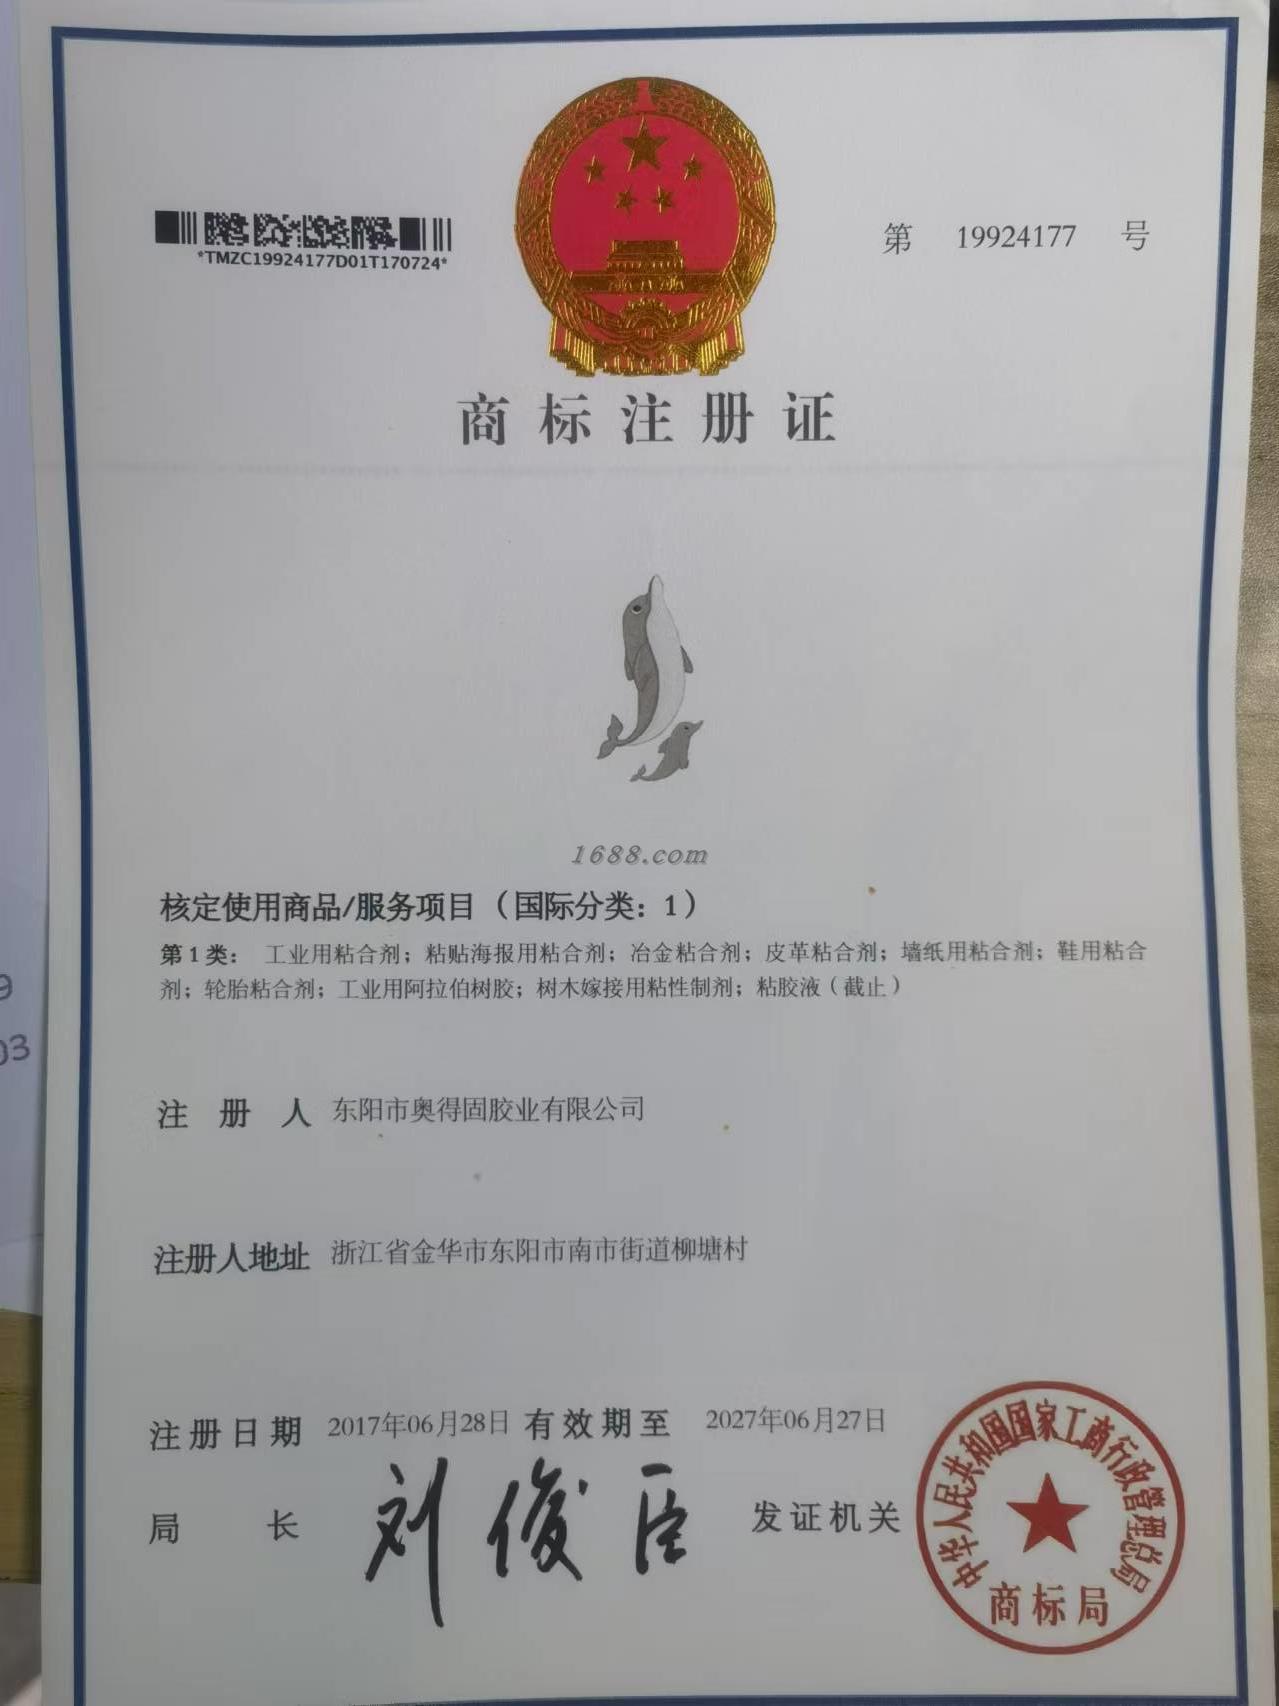 *TMZC19924177D01T170724*
第 19924177 号
商标注册证
1688.com
核定使用商品/服务项目（国际分类：1）
第1类： 工业用粘合剂；粘贴海报用粘合剂；冶金粘合剂；皮革粘合剂；墙纸用粘合剂；鞋用粘合
剂；轮胎粘合剂；工业用阿拉伯树胶；树木嫁接用粘性制剂；粘胶液（截止）
注册人 东阳市奥得固胶业有限公司
注册人地址 浙江省金华市东阳市南市街道柳塘村
注册日期 2017年06月28日 有效期至 2027年06月27日
局长 刘俊臣 发证机关
中华人民共和国国家工商行政管理总局
商标局
9
03